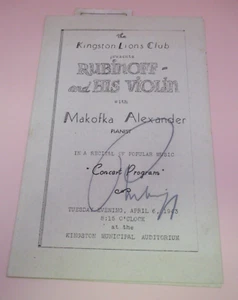 the
Kingston Lions Club
presents
RUBINOFF -
and HIS VIOLIN
with
Makofka Alexander
PIANIST
IN A RECITAL OF POPULAR MUSIC
"Concert Program"
TUESDAY EVENING, APRIL 6,
8:15 O'CLOCK
at the
KINGSTON MUNICIPAL AUDITORIUM